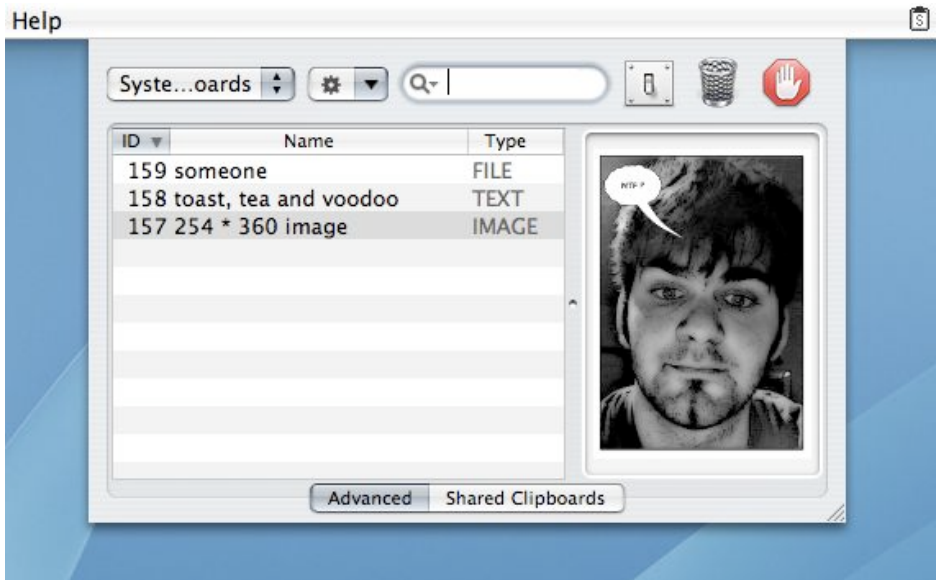 Help
S
Syste...oards
ID Name Type
159 someone FILE
158 toast, tea and voodoo TEXT
157 254 * 360 image IMAGE
WTF ?
Advanced Shared Clipboards